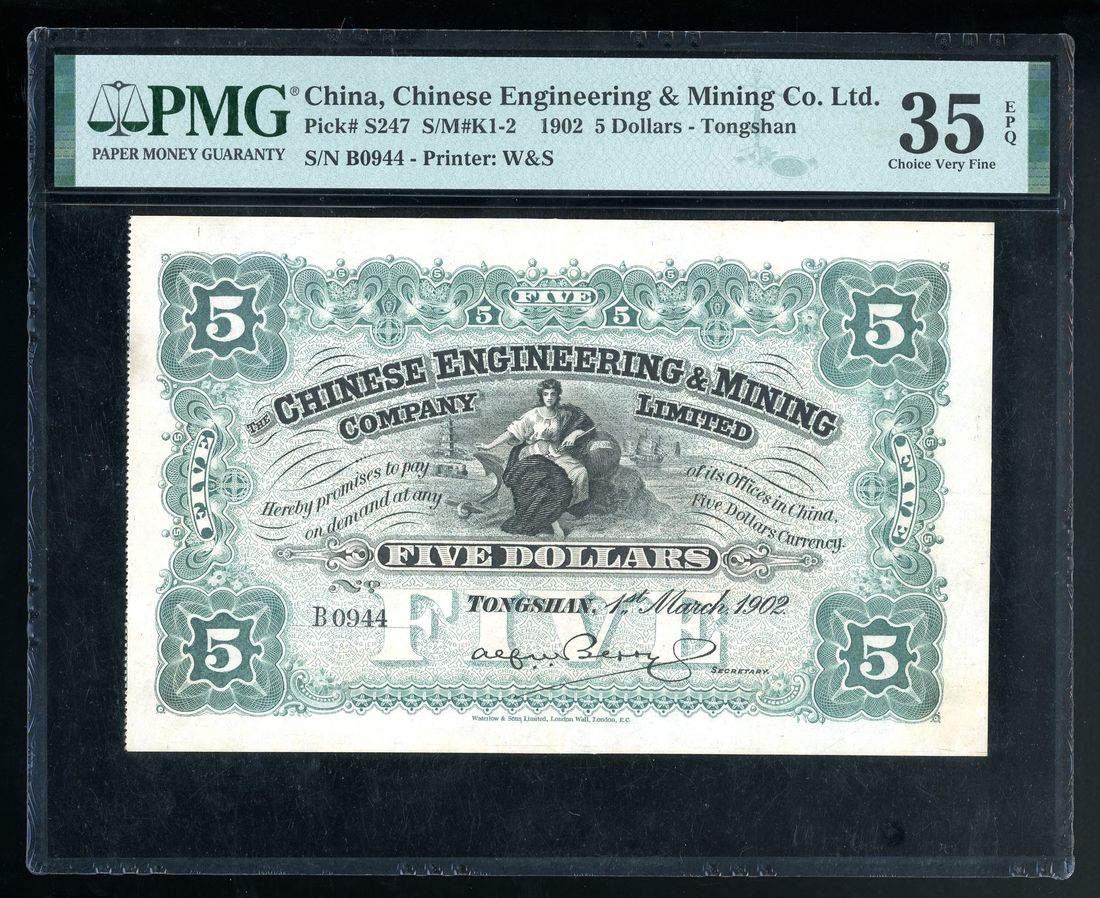 PMG®
PAPER MONEY GUARANTY
China, Chinese Engineering & Mining Co. Ltd.
Pick# S247 S/M#K1-2 1902 5 Dollars - Tongshan
S/N B0944 - Printer: W&S
35
EPQ
Choice Very Fine
5 FIVE 5
5 5
THE CHINESE ENGINEERING & MINING
COMPANY LIMITED
FIVE FIVE
Hereby promises to pay of its Offices in China,
on demand at any Five Dollars Currency.
FIVE DOLLARS
No
B0944
FIVE
TONGSHAN, 1st March, 1902
Alfred Berry
SECRETARY.
5 5
Waterlow & Sons Limited, London Wall, London, E.C.